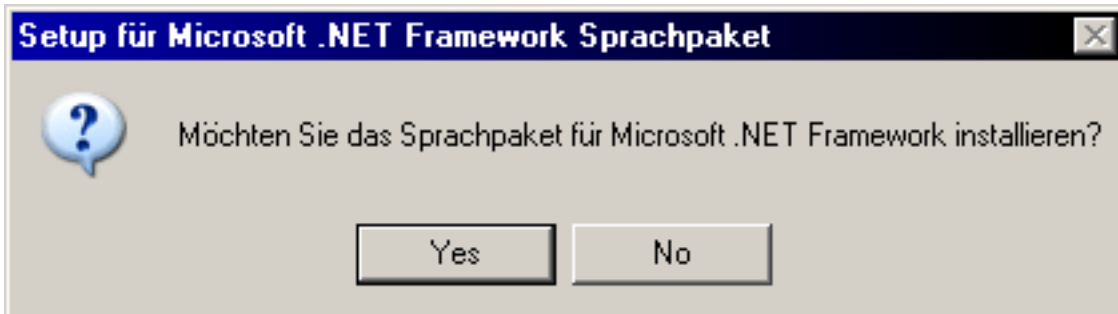 Setup für Microsoft .NET Framework Sprachpaket
Möchten Sie das Sprachpaket für Microsoft .NET Framework installieren?
Yes
No